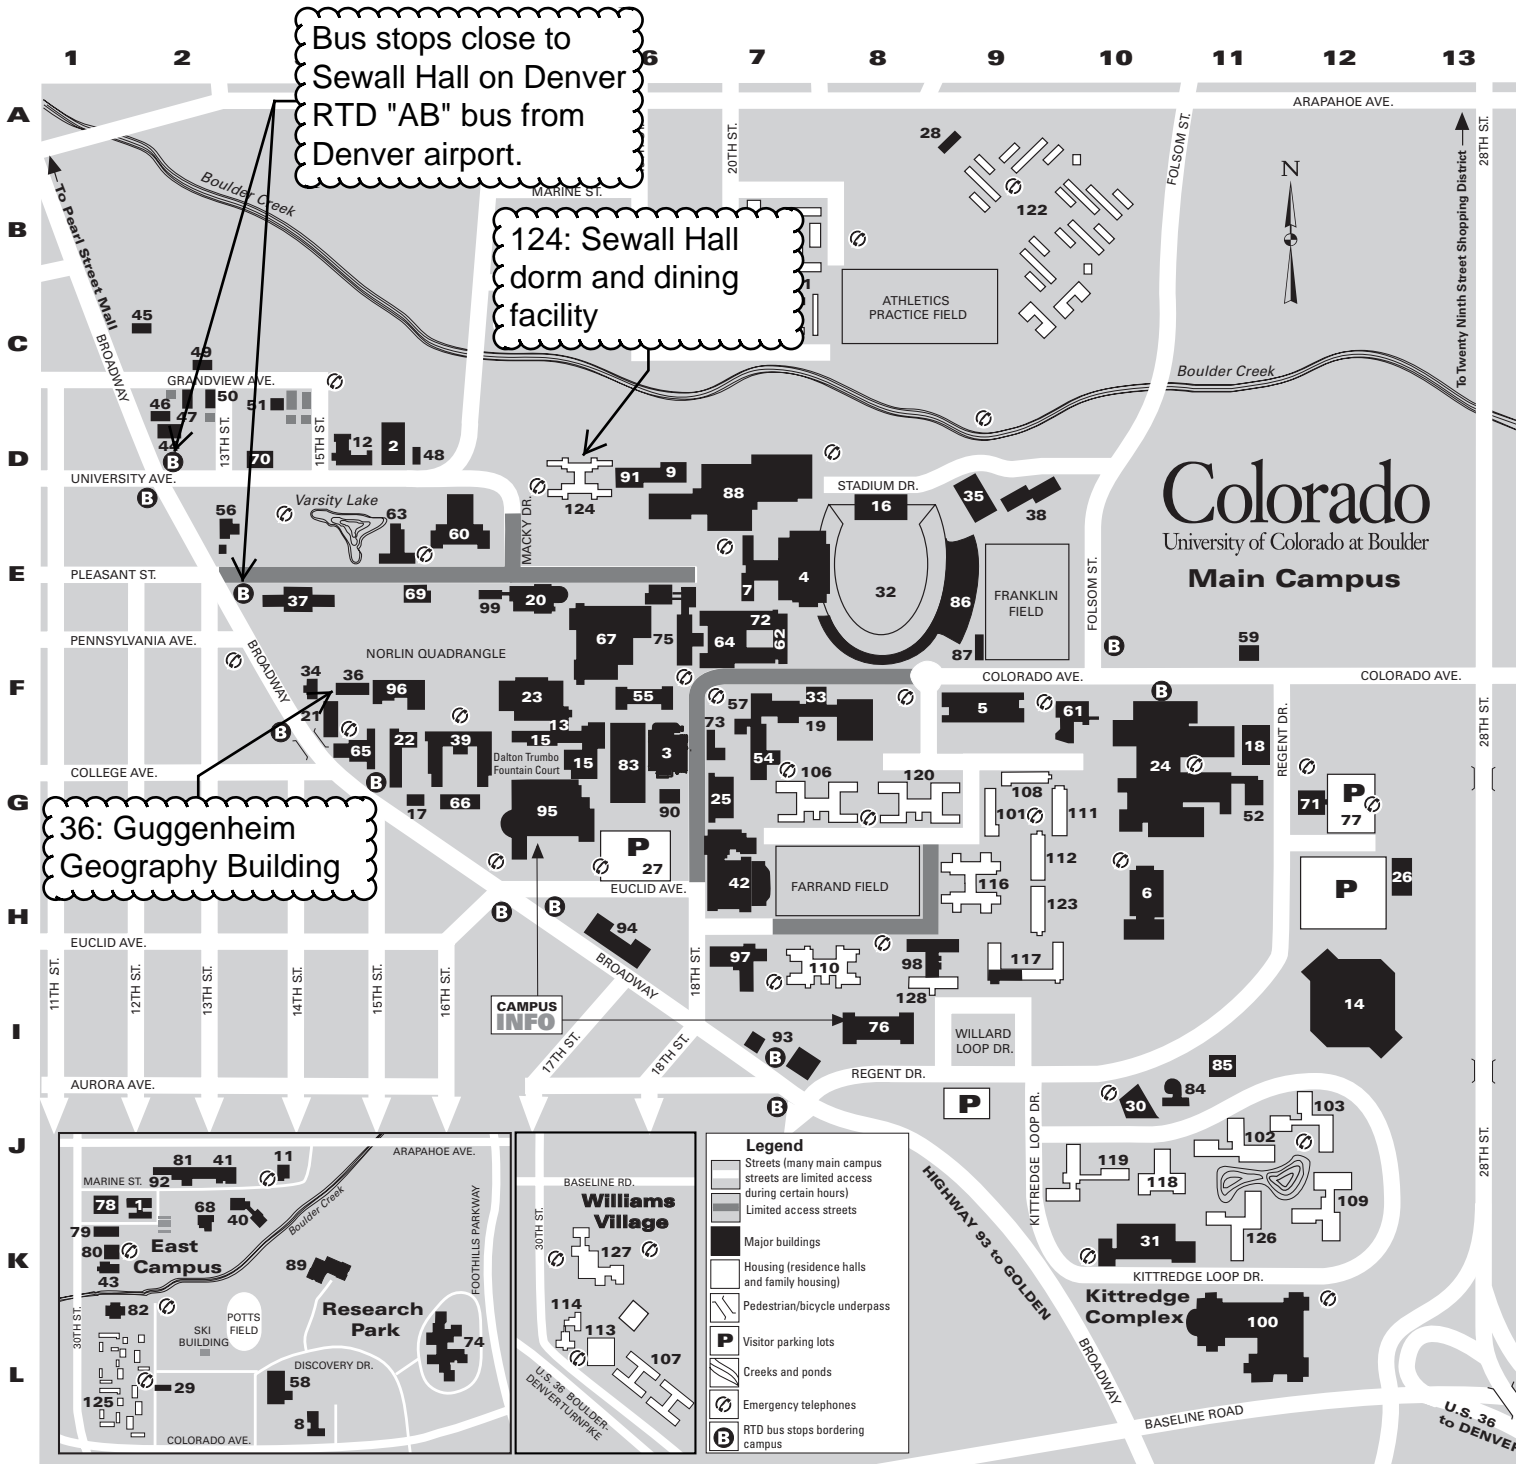 1 2 6 7 8 9 10 11 12 13
Bus stops close to
Sewall Hall on Denver
RTD "AB" bus from
Denver airport.
A
ARAPAHOE AVE.
To Pearl Street Mall
Boulder Creek
MARINE ST.
20TH ST.
28
122
FOLSOM ST.
N
To Twenty Ninth Street Shopping District
28TH ST.
B
124: Sewall Hall
dorm and dining
facility
ATHLETICS
PRACTICE FIELD
C
45
BROADWAY
49
GRANDVIEW AVE.
50
46
47
51
44
13TH ST.
15TH ST.
Boulder Creek
D
70
12
2
48
UNIVERSITY AVE.
B
B
91
9
88
124
STADIUM DR.
16
35
38
Colorado
University of Colorado at Boulder
Main Campus
56
Varsity Lake
63
60
MACKY DR.
E
PLEASANT ST.
B
37
69
99
20
7
4
32
86
FRANKLIN
FIELD
FOLSOM ST.
PENNSYLVANIA AVE.
BROADWAY
NORLIN QUADRANGLE
67
75
64
72
62
87
B
59
F
34
36
96
23
55
57
33
19
COLORADO AVE.
COLORADO AVE.
B
5
61
21
B
65
22
39
13
15
15
Dalton Trumbo
Fountain Court
83
3
73
54
24
18
REGENT DR.
28TH ST.
COLLEGE AVE.
B
G
17
66
95
90
25
106
120
108
101
111
52
71
P
77
36: Guggenheim
Geography Building
P
27
EUCLID AVE.
42
FARRAND FIELD
116
112
123
6
P
26
H
B
B
94
EUCLID AVE.
BROADWAY
18TH ST.
97
110
98
128
117
11TH ST.
12TH ST.
13TH ST.
14TH ST.
15TH ST.
16TH ST.
14
CAMPUS
INFO
I
17TH ST.
18TH ST.
93
B
76
WILLARD
LOOP DR.
AURORA AVE.
REGENT DR.
85
B
P
30
84
KITTREDGE LOOP DR.
103
102
J
119
118
109
126
28TH ST.
31
KITTREDGE LOOP DR.
Kittredge
Complex
100
HIGHWAY 93 to GOLDEN
BROADWAY
BASELINE ROAD
U.S. 36
to DENVER
K
L
ARAPAHOE AVE.
81
41
11
92
MARINE ST.
78
1
68
40
Boulder Creek
79
80
43
East
Campus
89
FOOTHILLS PARKWAY
82
30TH ST.
SKI
BUILDING
POTTS
FIELD
Research
Park
74
DISCOVERY DR.
125
29
58
8
COLORADO AVE.
BASELINE RD.
Williams
Village
30TH ST.
127
114
113
107
U.S. 36 BOULDER-
DENVER TURNPIKE
Legend
Streets (many main campus
streets are limited access
during certain hours)
Limited access streets
Major buildings
Housing (residence halls
and family housing)
Pedestrian/bicycle underpass
P
Visitor parking lots
Creeks and ponds
Emergency telephones
B
RTD bus stops bordering
campus